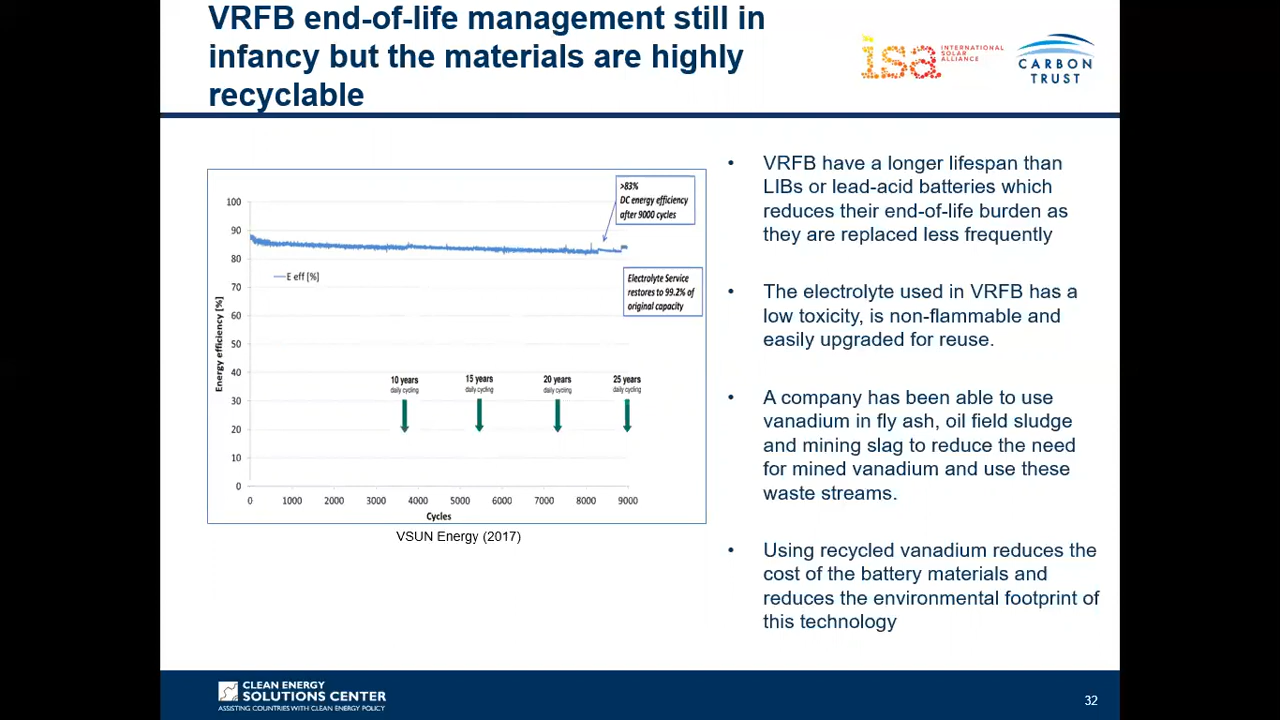 VRFB end-of-life management still in
infancy but the materials are highly
recyclable
isa
INTERNATIONAL
SOLAR
ALLIANCE
CARBON
TRUST
>83%
DC energy efficiency
after 9000 cycles
100
90
80
70
60
50
40
30
20
10
0
E eff [%]
Energy efficiency [%]
Electrolyte Service
restores to 99.2% of
original capacity
10 years
daily cycling
15 years
daily cycling
20 years
daily cycling
25 years
daily cycling
0 1000 2000 3000 4000 5000 6000 7000 8000 9000
Cycles
VSUN Energy (2017)
• VRFB have a longer lifespan than
LIBs or lead-acid batteries which
reduces their end-of-life burden as
they are replaced less frequently
• The electrolyte used in VRFB has a
low toxicity, is non-flammable and
easily upgraded for reuse.
• A company has been able to use
vanadium in fly ash, oil field sludge
and mining slag to reduce the need
for mined vanadium and use these
waste streams.
• Using recycled vanadium reduces the
cost of the battery materials and
reduces the environmental footprint of
this technology
CLEAN ENERGY
SOLUTIONS CENTER
ASSISTING COUNTRIES WITH CLEAN ENERGY POLICY
32